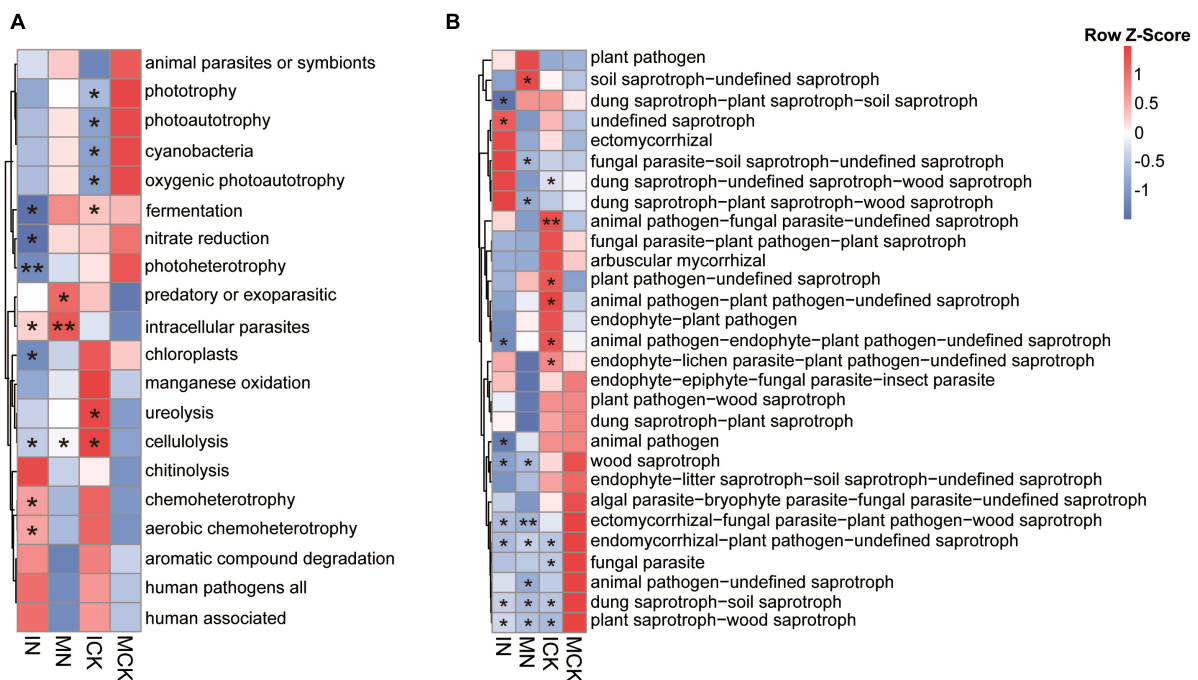 A
B
Row Z-Score
1
0.5
0
-0.5
-1
animal parasites or symbionts
phototrophy
*
photoautotrophy
*
cyanobacteria
*
oxygenic photoautotrophy
*
fermentation
* *
nitrate reduction
*
photoheterotrophy
**
predatory or exoparasitic
*
intracellular parasites
* **
chloroplasts
*
manganese oxidation
ureolysis
*
cellulolysis
* * *
chitinolysis
chemoheterotrophy
*
aerobic chemoheterotrophy
*
aromatic compound degradation
human pathogens all
human associated
IN
MN
ICK
MCK
plant pathogen
soil saprotroph−undefined saprotroph
*
dung saprotroph−plant saprotroph−soil saprotroph
*
undefined saprotroph
*
ectomycorrhizal
fungal parasite−soil saprotroph−undefined saprotroph
*
dung saprotroph−undefined saprotroph−wood saprotroph
*
dung saprotroph−plant saprotroph−wood saprotroph
*
animal pathogen−fungal parasite−undefined saprotroph
**
fungal parasite−plant pathogen−plant saprotroph
arbuscular mycorrhizal
plant pathogen−undefined saprotroph
*
animal pathogen−plant pathogen−undefined saprotroph
*
endophyte−plant pathogen
animal pathogen−endophyte−plant pathogen−undefined saprotroph
* *
endophyte−lichen parasite−plant pathogen−undefined saprotroph
*
endophyte−epiphyte−fungal parasite−insect parasite
plant pathogen−wood saprotroph
dung saprotroph−plant saprotroph
animal pathogen
*
wood saprotroph
* *
endophyte−litter saprotroph−soil saprotroph−undefined saprotroph
algal parasite−bryophyte parasite−fungal parasite−undefined saprotroph
ectomycorrhizal−fungal parasite−plant pathogen−wood saprotroph
* **
endomycorrhizal−plant pathogen−undefined saprotroph
* * *
fungal parasite
*
animal pathogen−undefined saprotroph
*
dung saprotroph−soil saprotroph
* * *
plant saprotroph−wood saprotroph
* * *
IN
MN
ICK
MCK